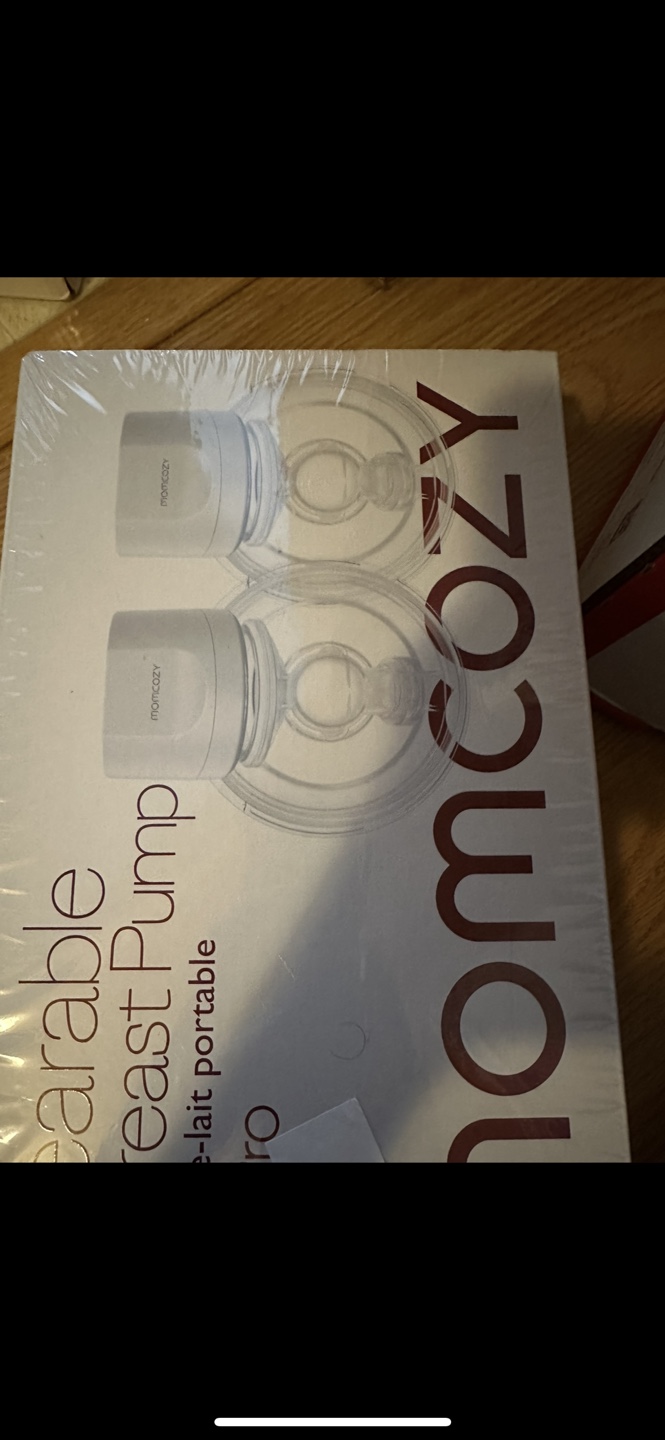 earable
reast Pump
e-lait portable
ro
momcozy
momcozy
momcozy